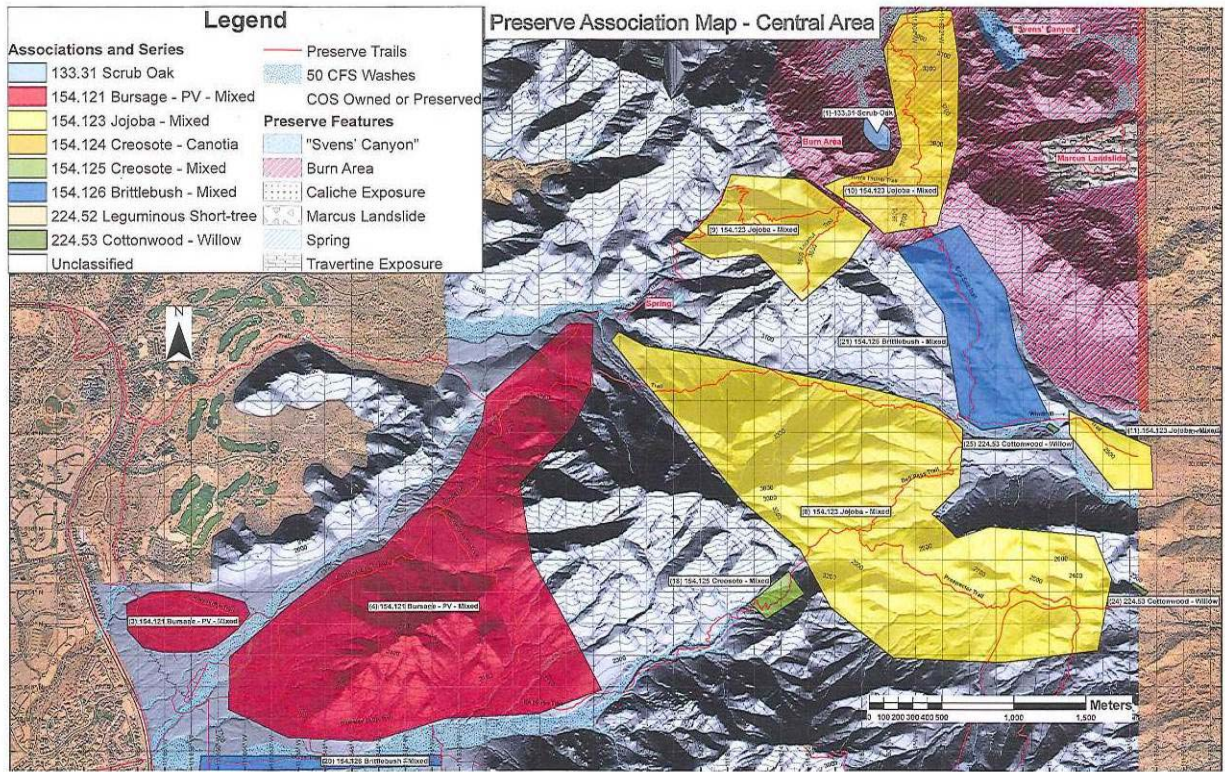 Legend
Associations and Series
133.31 Scrub Oak
154.121 Bursage - PV - Mixed
154.123 Jojoba - Mixed
154.124 Creosote - Canotia
154.125 Creosote - Mixed
154.126 Brittlebush - Mixed
224.52 Leguminous Short-tree
224.53 Cottonwood - Willow
Unclassified
Preserve Trails
50 CFS Washes
COS Owned or Preserved
Preserve Features
"Svens' Canyon"
Burn Area
Caliche Exposure
Marcus Landslide
Spring
Travertine Exposure
Preserve Association Map - Central Area
"Svens' Canyon"
(1) 133.31 Scrub Oak
Burn Area
Marcus Landslide
(10) 154.123 Jojoba - Mixed
(9) 154.123 Jojoba - Mixed
Spring
N
(21) 154.126 Brittlebush - Mixed
Trail
(11) 154.123 Jojoba - Mixed
(25) 224.53 Cottonwood - Willow
Bell Pass Trail
(8) 154.123 Jojoba - Mixed
(18) 154.125 Creosote - Mixed
Prospector Trail
(24) 224.53 Cottonwood - Willow
(4) 154.121 Bursage - PV - Mixed
(3) 154.121 Bursage - PV - Mixed
Meters
0 100 200 300 400 500 1,000 1,500
(20) 154.126 Brittlebush - Mixed